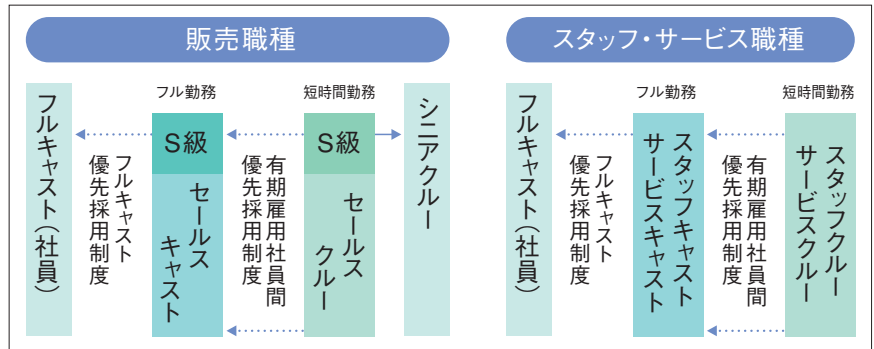 販売職種
フル勤務
短時間勤務
フルキャスト（社員）
フルキャスト
優先採用制度
S級
セールス
キャスト
有期雇用社員間
優先採用制度
S級
セールス
クルー
シニアクルー
スタッフ・サービス職種
フル勤務
短時間勤務
フルキャスト（社員）
フルキャスト
優先採用制度
スタッフキャスト
サービスキャスト
有期雇用社員間
優先採用制度
スタッフクルー
サービスクルー